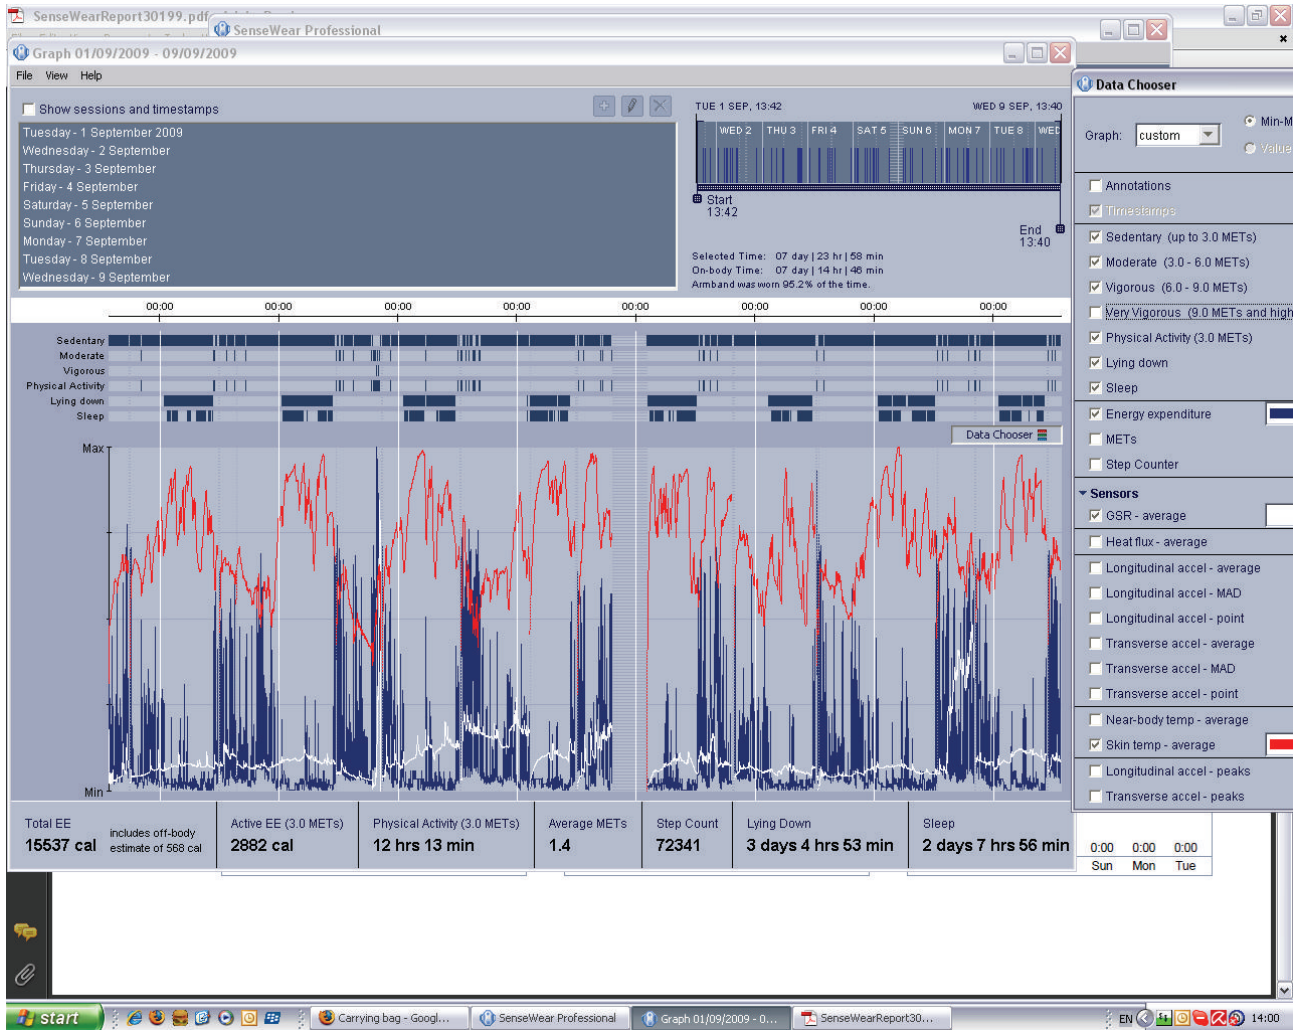 SenseWearReport30199.pdf
SenseWear Professional
Graph 01/09/2009 - 09/09/2009
File View Help
Show sessions and timestamps
Tuesday - 1 September 2009
Wednesday - 2 September
Thursday - 3 September
Friday - 4 September
Saturday - 5 September
Sunday - 6 September
Monday - 7 September
Tuesday - 8 September
Wednesday - 9 September
TUE 1 SEP, 13:42 WED 9 SEP, 13:40
WED 2 THU 3 FRI 4 SAT 5 SUN 6 MON 7 TUE 8 WED
Start
13:42
End
13:40
Selected Time: 07 day | 23 hr | 58 min
On-body Time: 07 day | 14 hr | 46 min
Armband was worn 95.2% of the time.
00:00 00:00 00:00 00:00 00:00 00:00 00:00 00:00
Sedentary
Moderate
Vigorous
Physical Activity
Lying down
Sleep
Data Chooser
Max
Min
Total EE
15537 cal
includes off-body
estimate of 568 cal
Active EE (3.0 METs)
2882 cal
Physical Activity (3.0 METs)
12 hrs 13 min
Average METs
1.4
Step Count
72341
Lying Down
3 days 4 hrs 53 min
Sleep
2 days 7 hrs 56 min
Data Chooser
Graph: custom
Min-M
Value
Annotations
Timestamps
Sedentary (up to 3.0 METs)
Moderate (3.0 - 6.0 METs)
Vigorous (6.0 - 9.0 METs)
Very Vigorous (9.0 METs and high
Physical Activity (3.0 METs)
Lying down
Sleep
Energy expenditure
METs
Step Counter
Sensors
GSR - average
Heat flux - average
Longitudinal accel - average
Longitudinal accel - MAD
Longitudinal accel - point
Transverse accel - average
Transverse accel - MAD
Transverse accel - point
Near-body temp - average
Skin temp - average
Longitudinal accel - peaks
Transverse accel - peaks
0:00 0:00 0:00
Sun Mon Tue
start
Carrying bag - Googl...
SenseWear Professional
Graph 01/09/2009 - 0...
SenseWearReport30...
EN
14:00